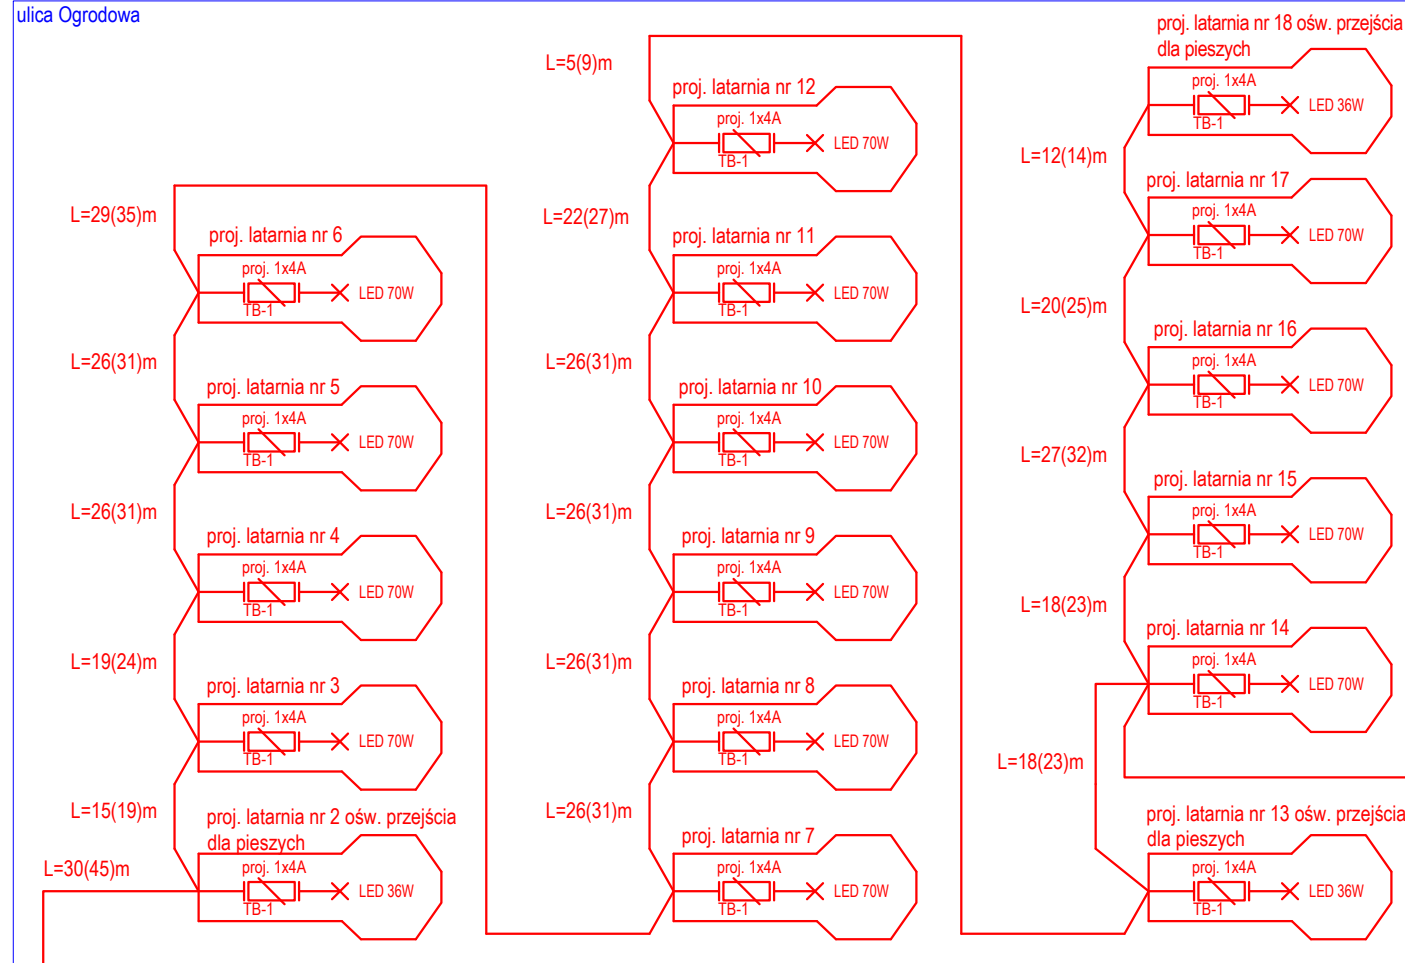 ulica Ogrodowa
L=29(35)m
proj. latarnia nr 6
proj. 1x4A
TB-1
LED 70W
L=26(31)m
proj. latarnia nr 5
proj. 1x4A
TB-1
LED 70W
L=26(31)m
proj. latarnia nr 4
proj. 1x4A
TB-1
LED 70W
L=19(24)m
proj. latarnia nr 3
proj. 1x4A
TB-1
LED 70W
L=15(19)m
proj. latarnia nr 2 ośw. przejścia
dla pieszych
proj. 1x4A
TB-1
LED 36W
L=30(45)m
L=5(9)m
proj. latarnia nr 12
proj. 1x4A
TB-1
LED 70W
L=22(27)m
proj. latarnia nr 11
proj. 1x4A
TB-1
LED 70W
L=26(31)m
proj. latarnia nr 10
proj. 1x4A
TB-1
LED 70W
L=26(31)m
proj. latarnia nr 9
proj. 1x4A
TB-1
LED 70W
L=26(31)m
proj. latarnia nr 8
proj. 1x4A
TB-1
LED 70W
L=26(31)m
proj. latarnia nr 7
proj. 1x4A
TB-1
LED 70W
proj. latarnia nr 18 ośw. przejścia
dla pieszych
proj. 1x4A
TB-1
LED 36W
L=12(14)m
proj. latarnia nr 17
proj. 1x4A
TB-1
LED 70W
L=20(25)m
proj. latarnia nr 16
proj. 1x4A
TB-1
LED 70W
L=27(32)m
proj. latarnia nr 15
proj. 1x4A
TB-1
LED 70W
L=18(23)m
proj. latarnia nr 14
proj. 1x4A
TB-1
LED 70W
L=18(23)m
proj. latarnia nr 13 ośw. przejścia
dla pieszych
proj. 1x4A
TB-1
LED 36W